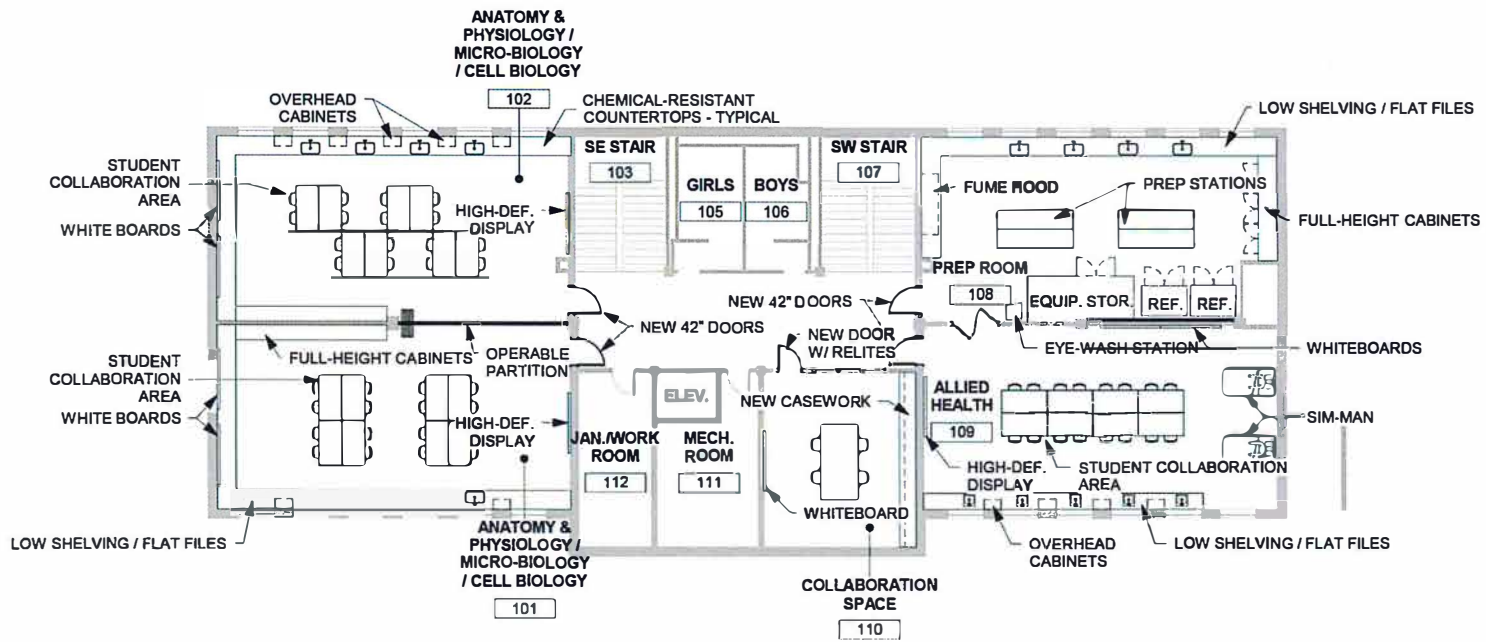 ANATOMY &
PHYSIOLOGY /
MICRO-BIOLOGY
/ CELL BIOLOGY
102
OVERHEAD
CABINETS
CHEMICAL-RESISTANT
COUNTERTOPS - TYPICAL
LOW SHELVING / FLAT FILES
STUDENT
COLLABORATION
AREA
WHITE BOARDS
HIGH-DEF.
DISPLAY
SE STAIR
103
GIRLS
105
BOYS
106
SW STAIR
107
FUME HOOD
PREP STATIONS
FULL-HEIGHT CABINETS
PREP ROOM
108
EQUIP. STOR.
REF.
REF.
NEW 42" DOORS
NEW 42" DOORS
NEW DOOR
W/ RELITES
EYE-WASH STATION
WHITEBOARDS
FULL-HEIGHT CABINETS
OPERABLE
PARTITION
STUDENT
COLLABORATION
AREA
WHITE BOARDS
HIGH-DEF.
DISPLAY
ELEV.
NEW CASEWORK
ALLIED
HEALTH
109
SIM-MAN
JAN./WORK
ROOM
112
MECH.
ROOM
111
HIGH-DEF.
DISPLAY
STUDENT COLLABORATION
AREA
WHITEBOARD
LOW SHELVING / FLAT FILES
ANATOMY &
PHYSIOLOGY /
MICRO-BIOLOGY
/ CELL BIOLOGY
101
OVERHEAD
CABINETS
LOW SHELVING / FLAT FILES
COLLABORATION
SPACE
110